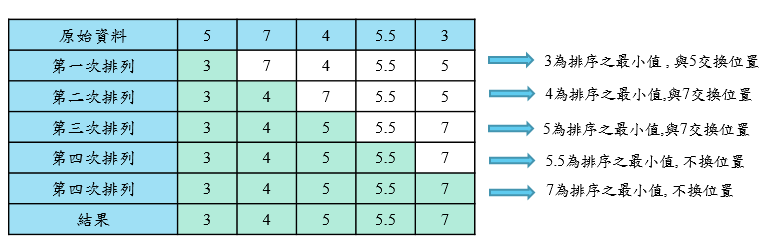 原始資料 5 7 4 5.5 3
第一次排列 3 7 4 5.5 5 3為排序之最小值 , 與5交換位置
第二次排列 3 4 7 5.5 5 4為排序之最小值,與7交換位置
第三次排列 3 4 5 5.5 7 5為排序之最小值,與7交換位置
第四次排列 3 4 5 5.5 7 5.5為排序之最小值, 不換位置
第四次排列 3 4 5 5.5 7 7為排序之最小值, 不換位置
結果 3 4 5 5.5 7